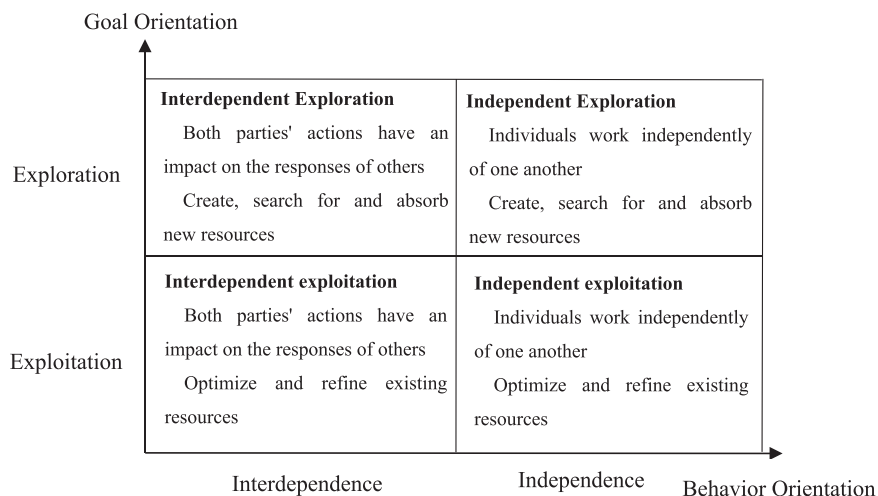 Goal Orientation
Interdependent Exploration
Both parties' actions have an
impact on the responses of others
Create, search for and absorb
new resources
Independent Exploration
Individuals work independently
of one another
Create, search for and absorb
new resources
Exploration
Interdependent exploitation
Both parties' actions have an
impact on the responses of others
Optimize and refine existing
resources
Independent exploitation
Individuals work independently
of one another
Optimize and refine existing
resources
Exploitation
Interdependence
Independence
Behavior Orientation